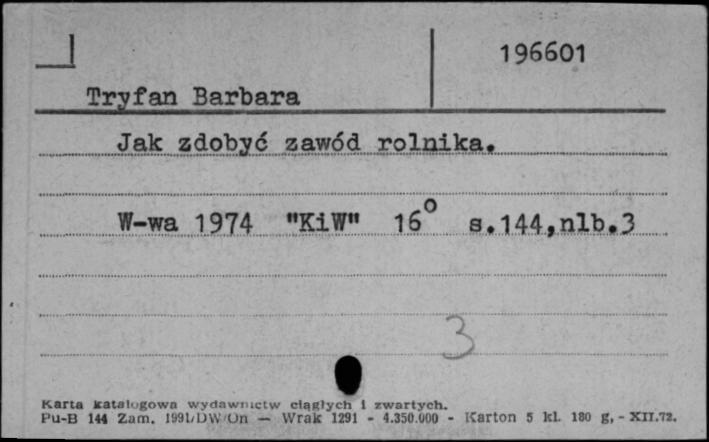 196601
Tryfan Barbara
Jak zdobyć zawód rolnika.
W-wa 1974 "KiW" 16° s.144,nlb.3
3
Karta katalogowa wydawnictw ciągłych i zwartych.
Pu-B 144 Zam. 1991/DW/On — Wrak 1291 - 4.350.000 - Karton 5 kl. 180 g, - XII.72.